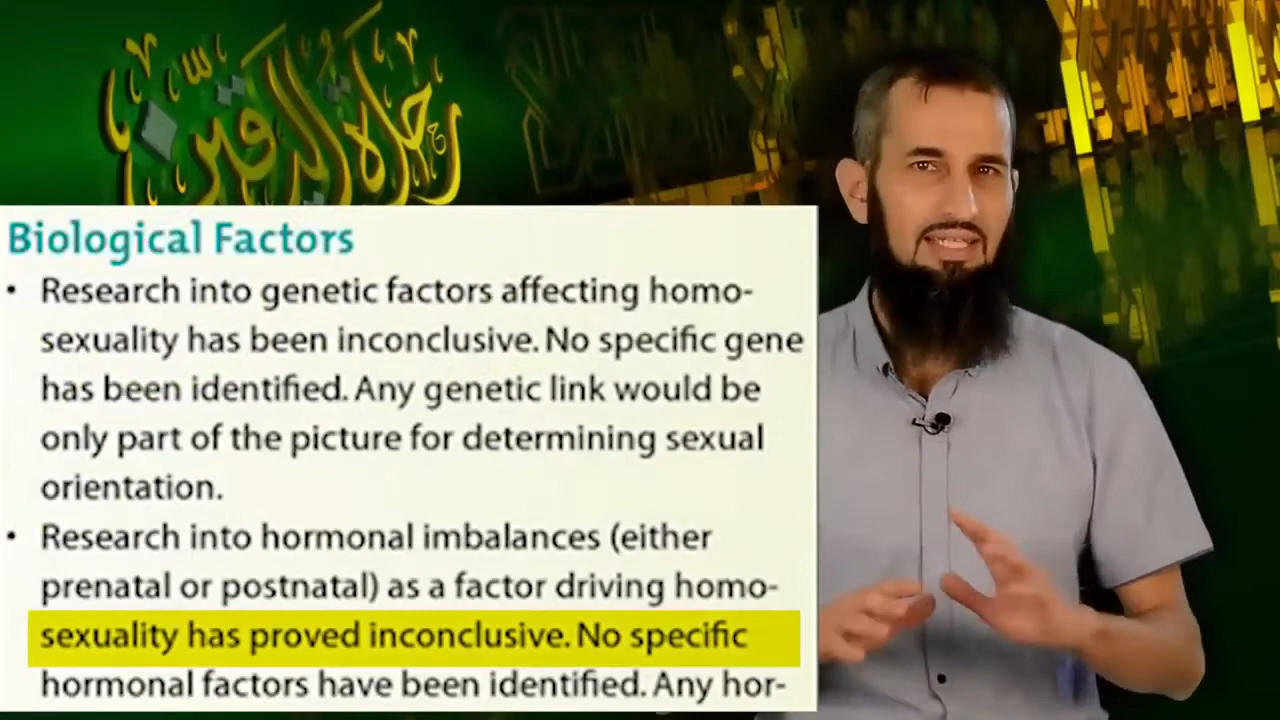 رحلة اليقين
Biological Factors
• Research into genetic factors affecting homo-
sexuality has been inconclusive. No specific gene
has been identified. Any genetic link would be
only part of the picture for determining sexual
orientation.
• Research into hormonal imbalances (either
prenatal or postnatal) as a factor driving homo-
sexuality has proved inconclusive. No specific
hormonal factors have been identified. Any hor-